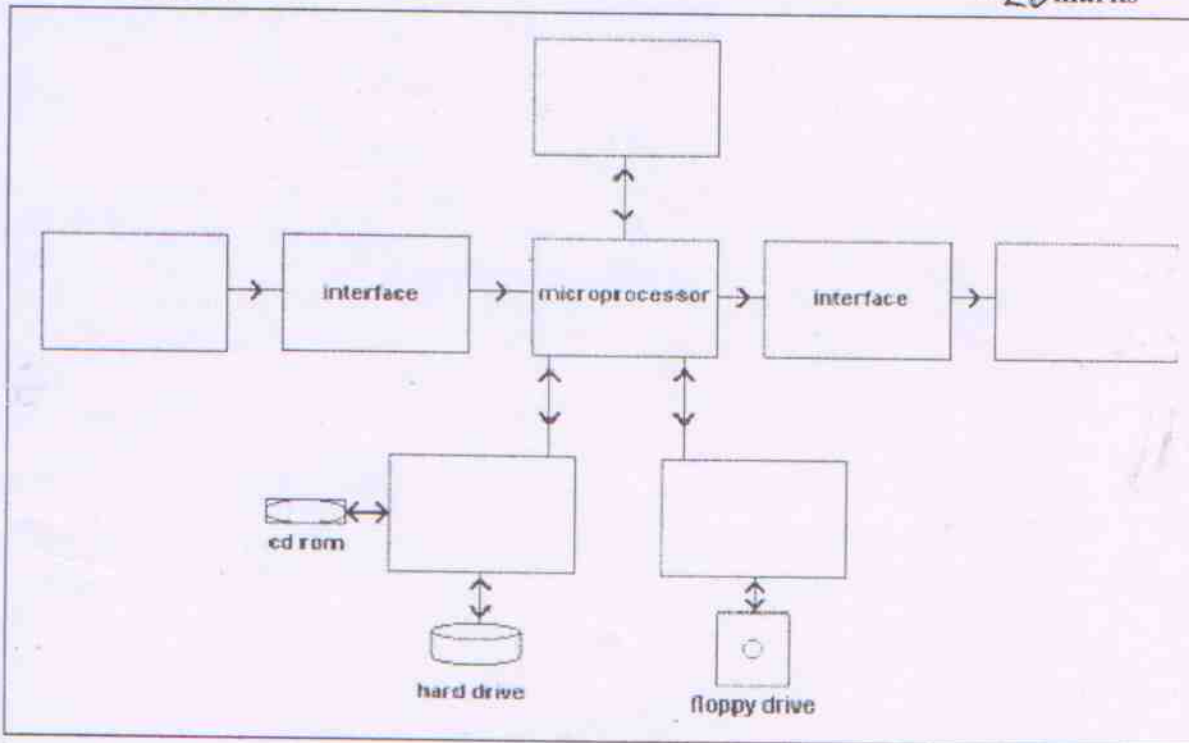 interface
microprocessor
interface
cd rom
hard drive
floppy drive